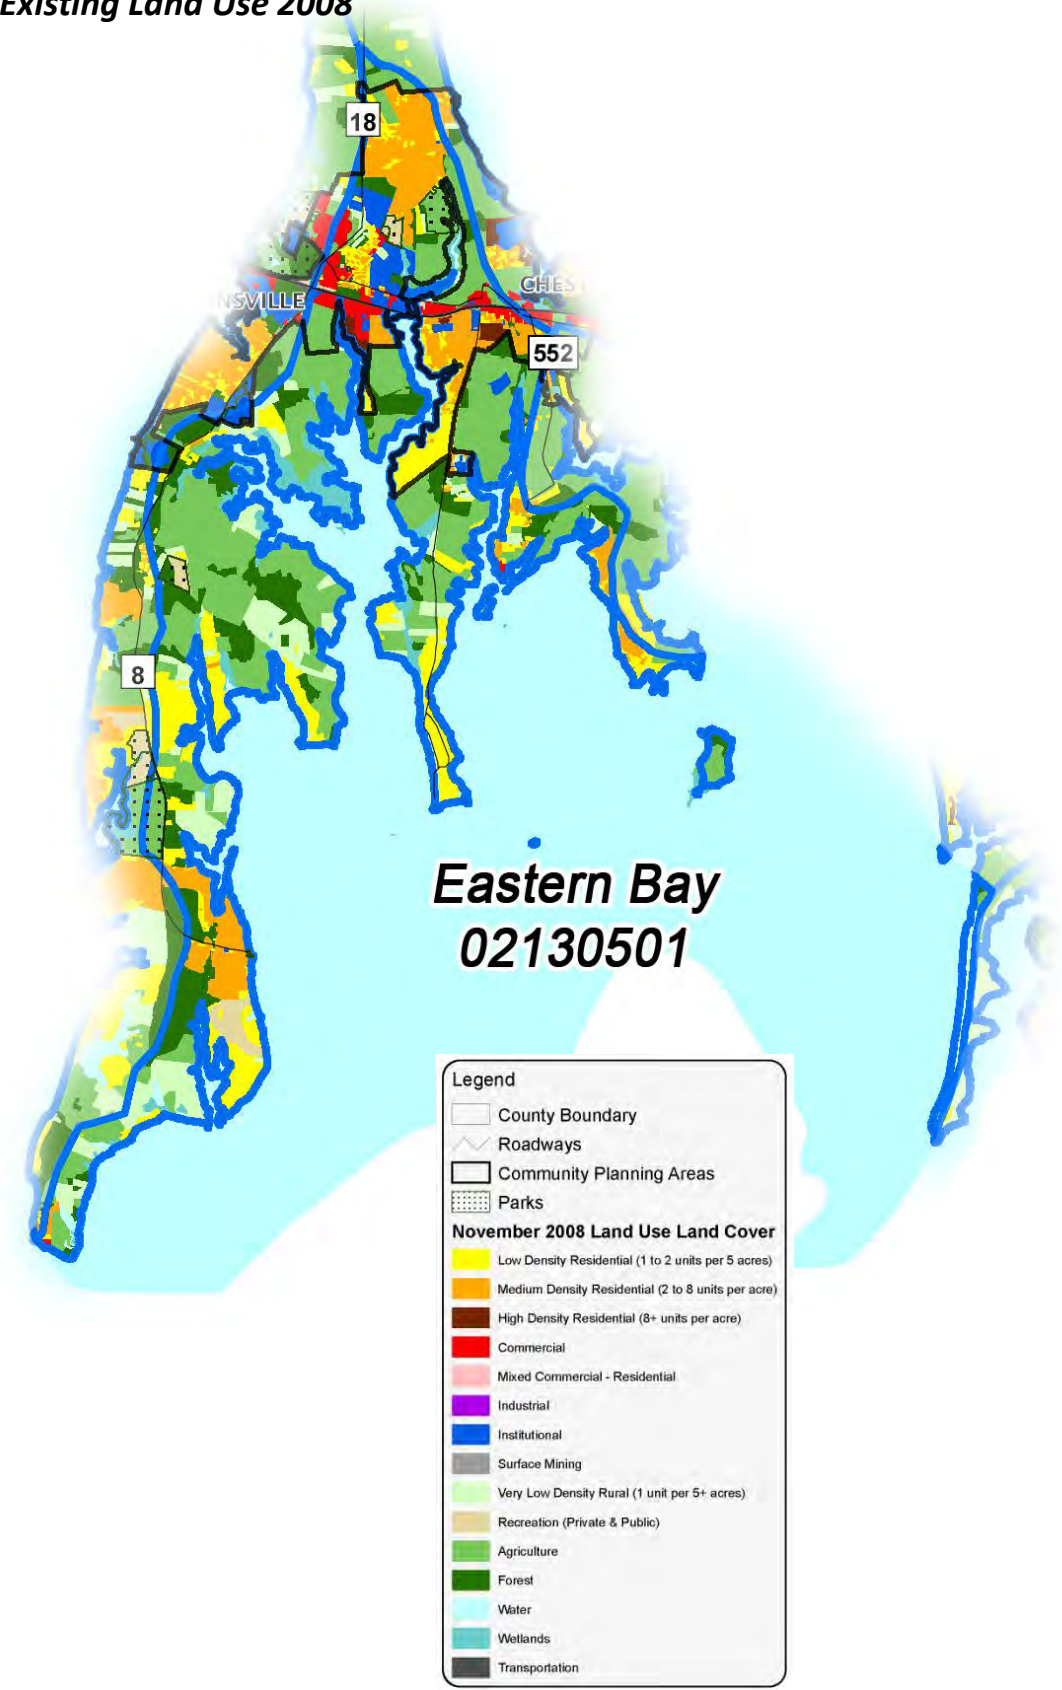 Existing Land Use 2008
18
NSVILLE
CHES
552
8
Eastern Bay
02130501
Legend
County Boundary
Roadways
Community Planning Areas
Parks
November 2008 Land Use Land Cover
Low Density Residential (1 to 2 units per 5 acres)
Medium Density Residential (2 to 8 units per acre)
High Density Residential (8+ units per acre)
Commercial
Mixed Commercial - Residential
Industrial
Institutional
Surface Mining
Very Low Density Rural (1 unit per 5+ acres)
Recreation (Private & Public)
Agriculture
Forest
Water
Wetlands
Transportation